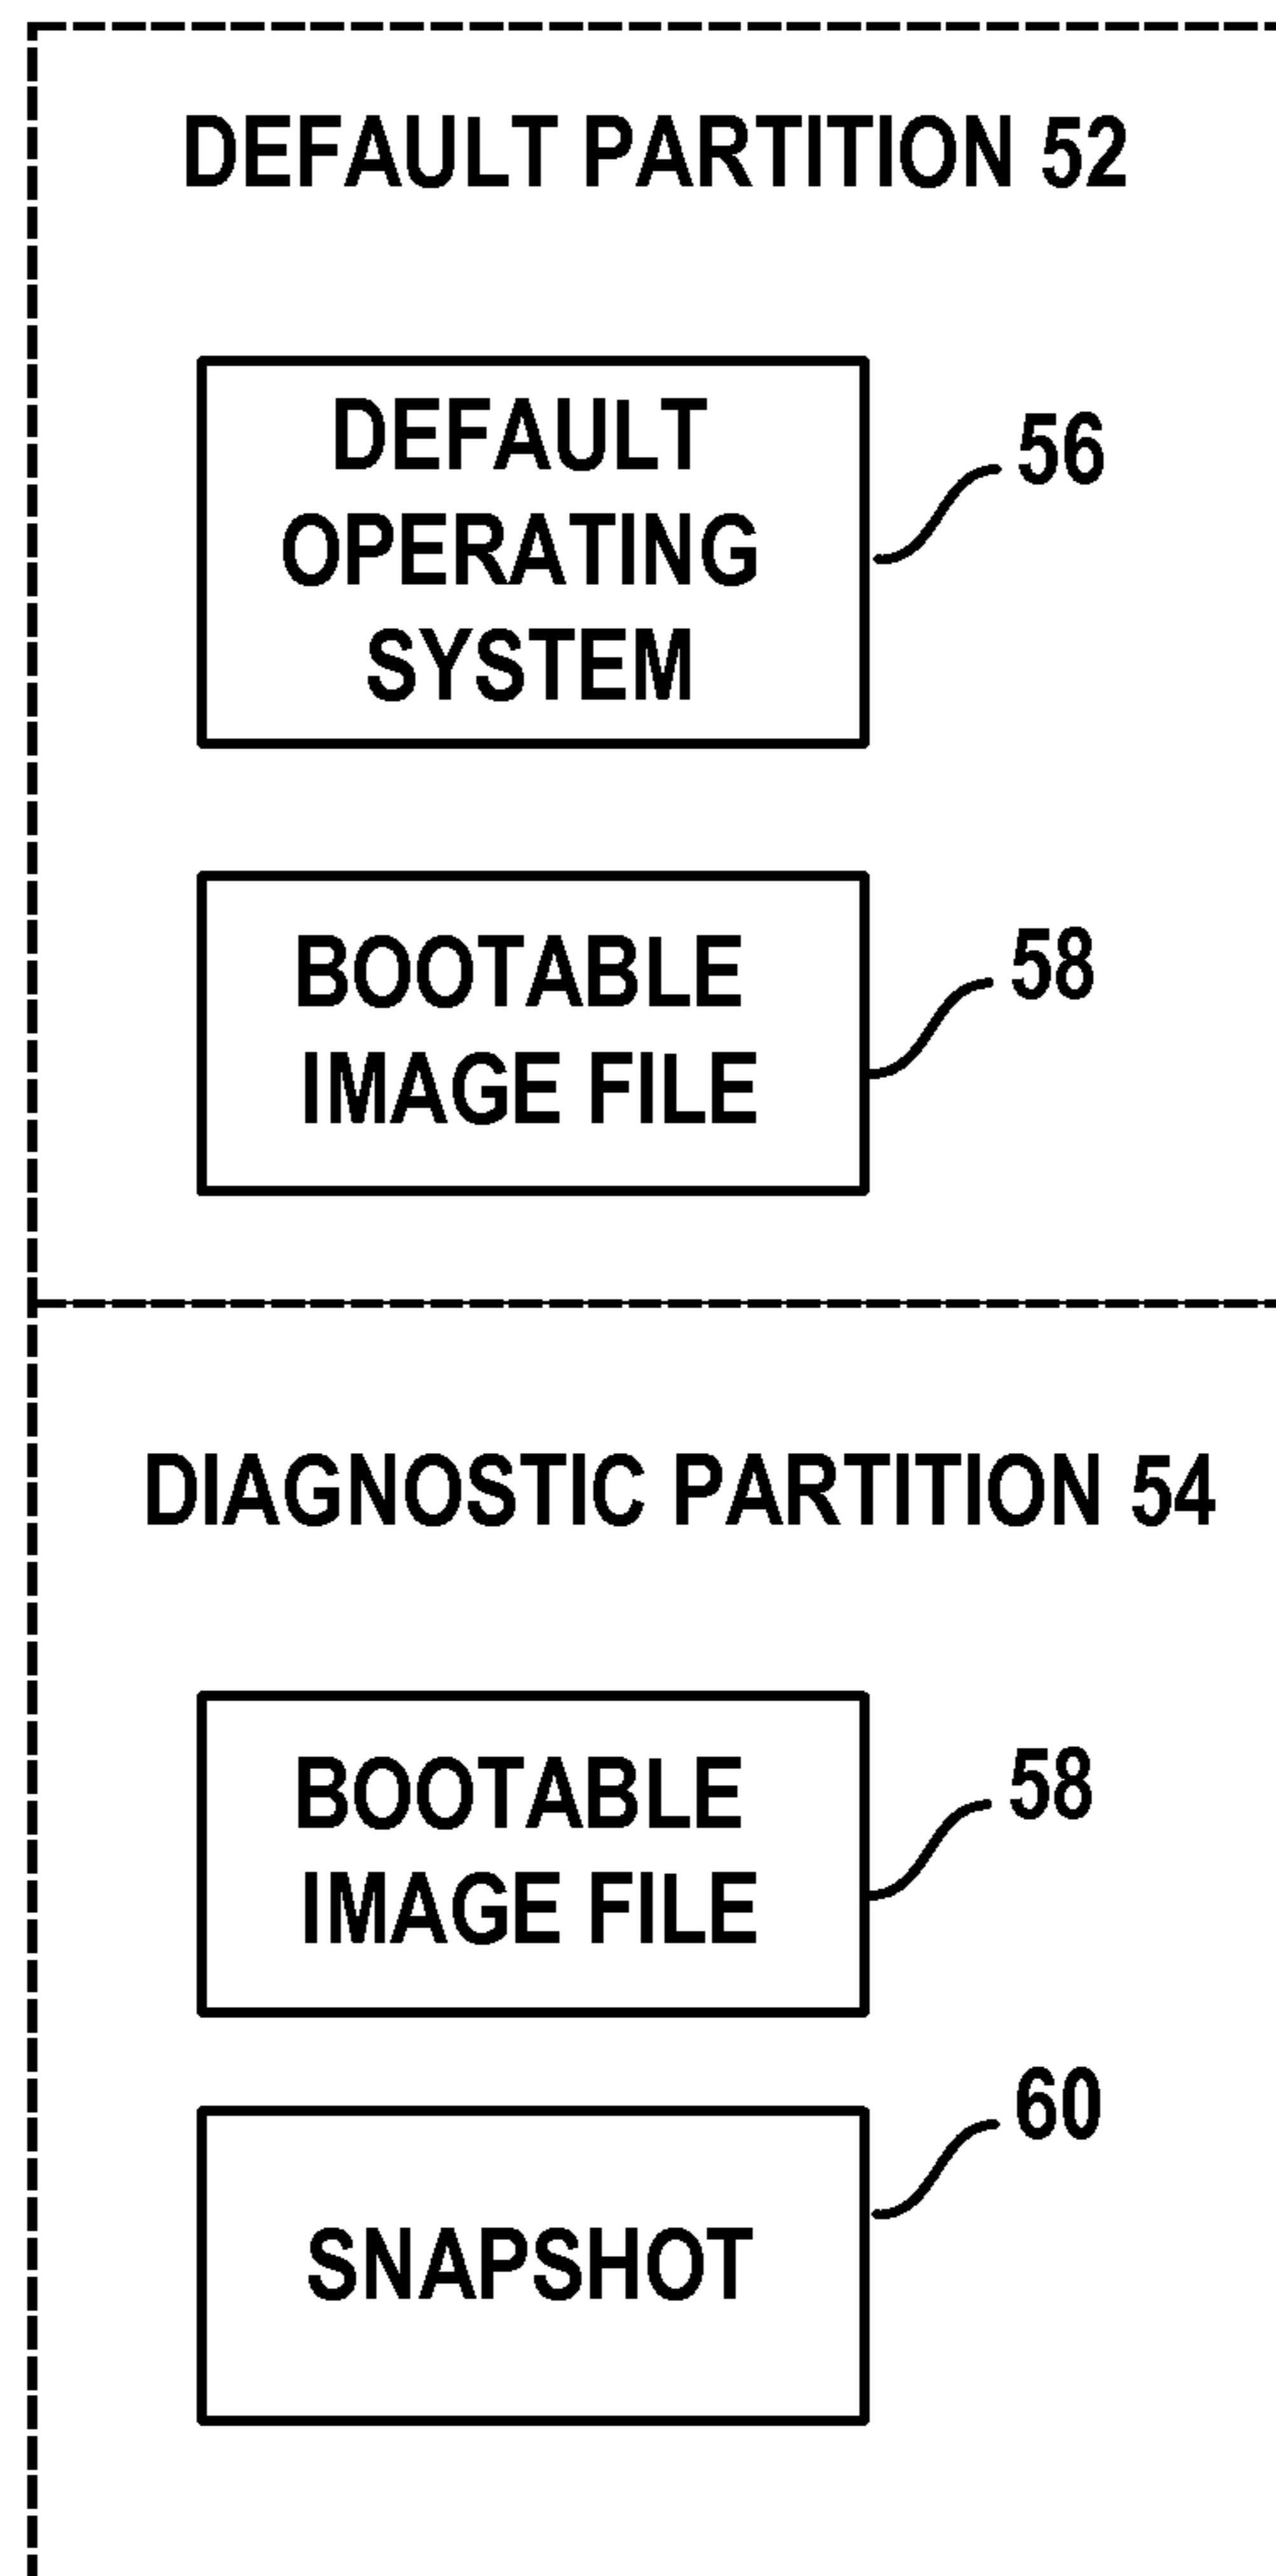 DEFAULT PARTITION 52
DEFAULT
OPERATING
SYSTEM
56
BOOTABLE
IMAGE FILE
58
DIAGNOSTIC PARTITION 54
BOOTABLE
IMAGE FILE
58
60
SNAPSHOT